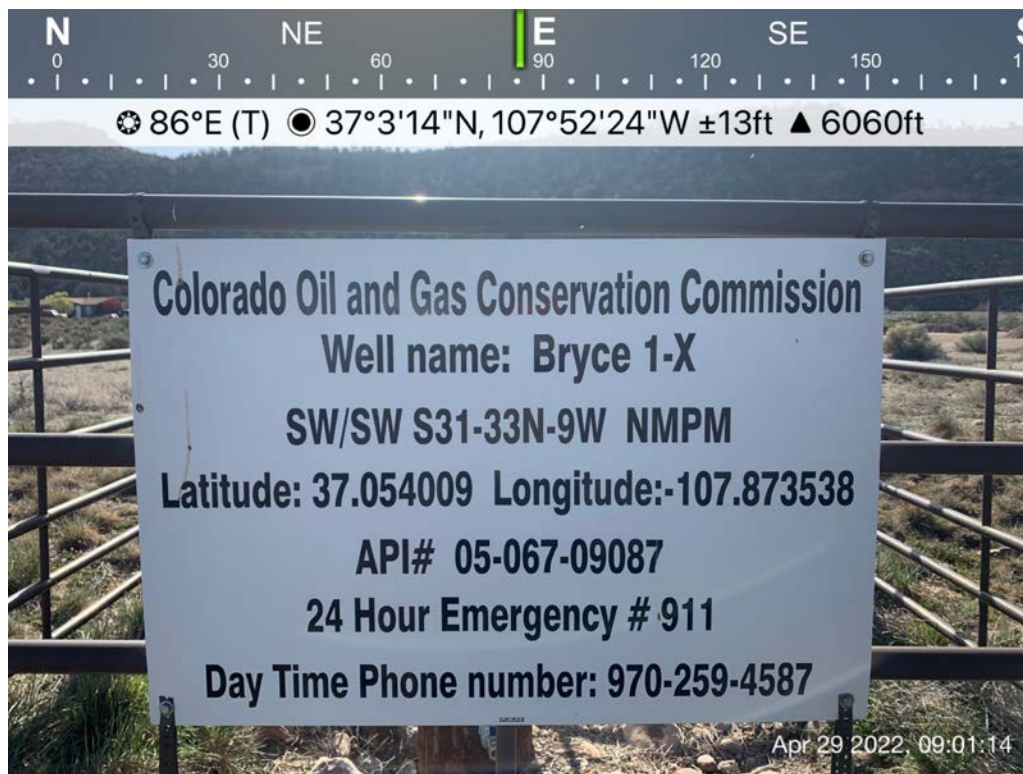 N NE E SE S
0 30 60 90 120 150
86°E (T) 37°3'14"N, 107°52'24"W ±13ft ▲ 6060ft
Colorado Oil and Gas Conservation Commission
Well name: Bryce 1-X
SW/SW S31-33N-9W NMPM
Latitude: 37.054009 Longitude:-107.873538
API# 05-067-09087
24 Hour Emergency # 911
Day Time Phone number: 970-259-4587
Apr 29 2022, 09:01:14